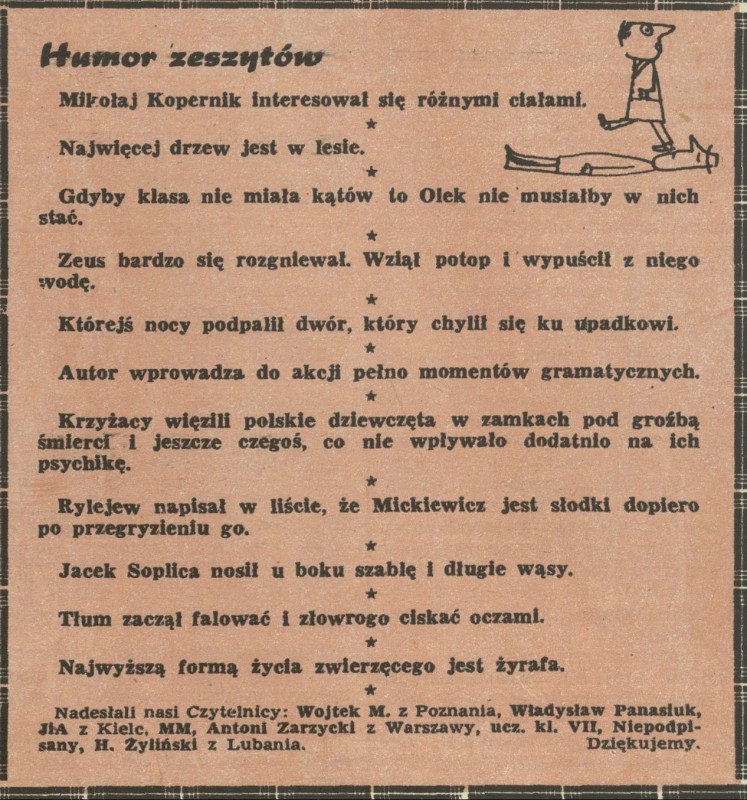 Humor zeszytów
Mikołaj Kopernik interesował się różnymi ciałami.
★
Najwięcej drzew jest w lesie.
★
Gdyby klasa nie miała kątów to Olek nie musiałby w nich
stać.
★
Zeus bardzo się rozgniewał. Wziął potop i wypuścił z niego
wodę.
★
Którejś nocy podpalił dwór, który chylił się ku upadkowi.
★
Autor wprowadza do akcji pełno momentów gramatycznych.
★
Krzyżacy więzili polskie dziewczęta w zamkach pod groźbą
śmierci i jeszcze czegoś, co nie wpływało dodatnio na ich
psychikę.
★
Rylejew napisał w liście, że Mickiewicz jest słodki dopiero
po przegryzieniu go.
★
Jacek Soplica nosił u boku szablę i długie wąsy.
★
Tłum zaczął falować i złowrogo ciskać oczami.
★
Najwyższą formą życia zwierzęcego jest żyrafa.
★
Nadesłali nasi Czytelnicy: Wojtek M. z Poznania, Władysław Panasiuk,
JłA z Kielc, MM, Antoni Zarzycki z Warszawy, ucz. kl. VII, Niepodpi-
sany, H. Żyliński z Lubania. Dziękujemy.